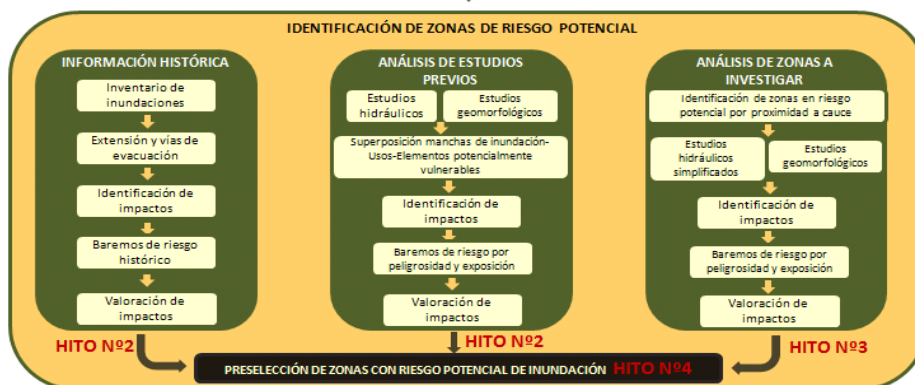 IDENTIFICACIÓN DE ZONAS DE RIESGO POTENCIAL
INFORMACIÓN HISTÓRICA
Inventario de
inundaciones
Extensión y vías de
evacuación
Identificación de
impactos
Baremos de riesgo
histórico
Valoración de
impactos
HITO Nº2
ANÁLISIS DE ESTUDIOS
PREVIOS
Estudios
hidráulicos
Estudios
geomorfológicos
Superposición manchas de inundación-
Usos-Elementos potencialmente
vulnerables
Identificación de
impactos
Baremos de riesgo por
peligrosidad y exposición
Valoración de
impactos
HITO Nº2
ANÁLISIS DE ZONAS A
INVESTIGAR
Identificación de zonas en riesgo
potencial por proximidad a cauce
Estudios
hidráulicos
simplificados
Estudios
geomorfológicos
Identificación de
impactos
Baremos de riesgo por
peligrosidad y exposición
Valoración de
impactos
HITO Nº3
PRESELECCIÓN DE ZONAS CON RIESGO POTENCIAL DE INUNDACIÓN HITO Nº4